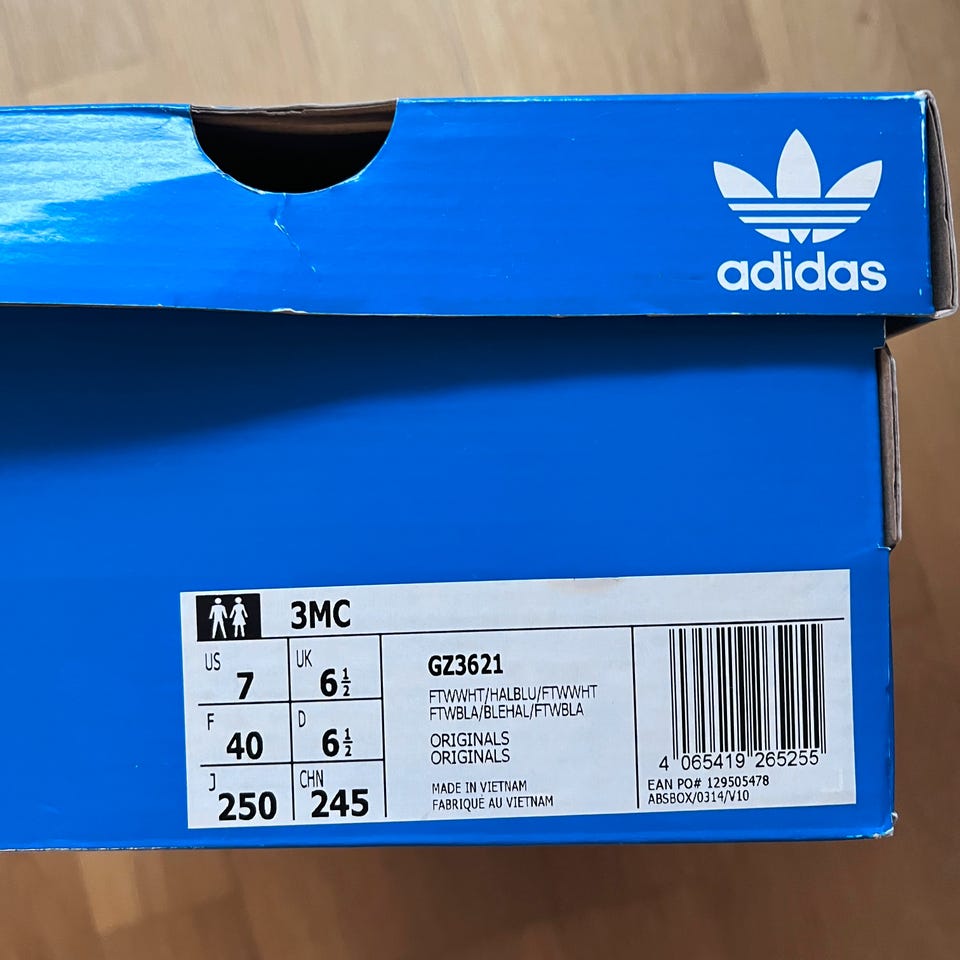 adidas
3MC
US 7
UK 6½
F 40
D 6½
J 250
CHN 245
GZ3621
FTWWHT/HALBLU/FTWWHT
FTWBLA/BLEHAL/FTWBLA
ORIGINALS
ORIGINALS
MADE IN VIETNAM
FABRIQUÉ AU VIETNAM
4 065419 265255
EAN PO# 129505478
ABSBOX/0314/V10